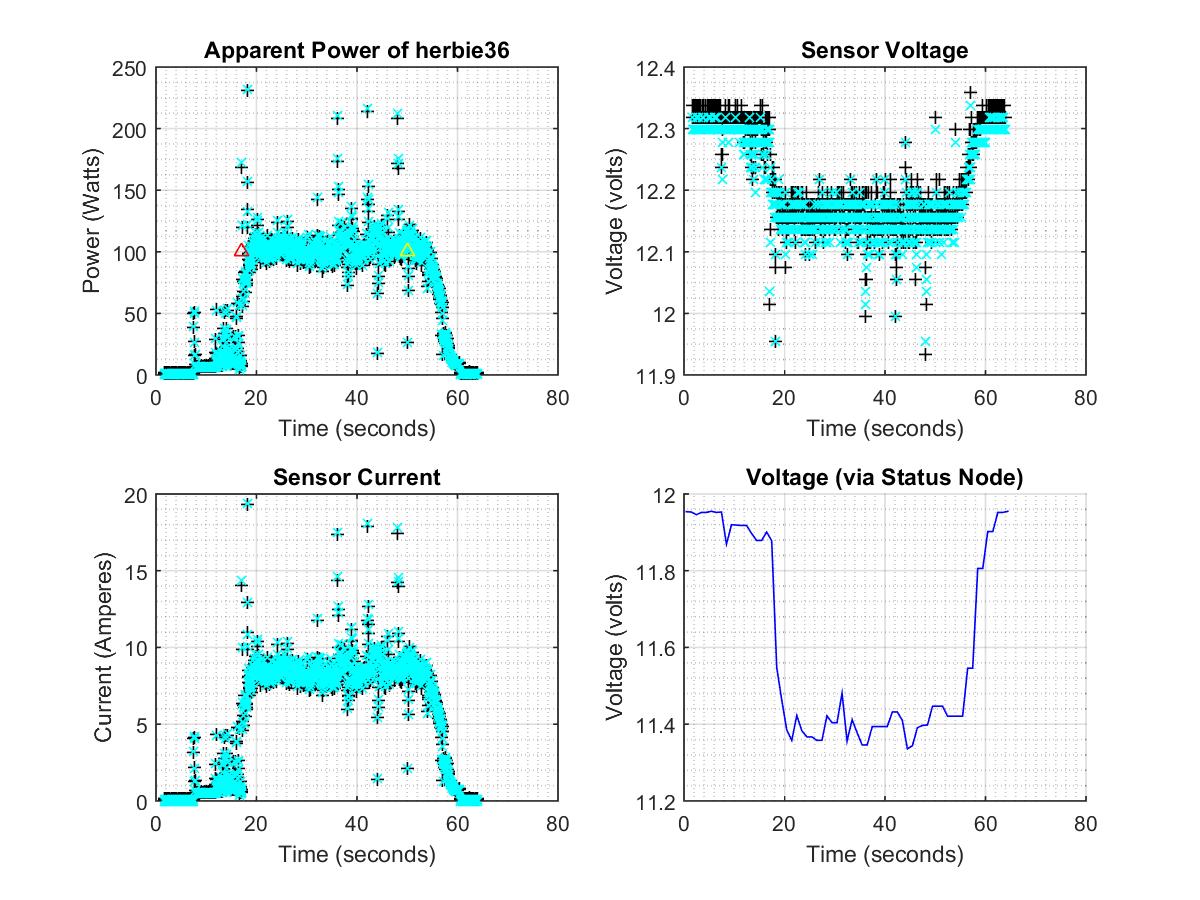 Apparent Power of herbie36
250
200
150
100
50
0
Power (Watts)
0 20 40 60 80
Time (seconds)
Sensor Voltage
12.4
12.3
12.2
12.1
12
11.9
Voltage (volts)
0 20 40 60 80
Time (seconds)
Sensor Current
20
15
10
5
0
Current (Amperes)
0 20 40 60 80
Time (seconds)
Voltage (via Status Node)
12
11.8
11.6
11.4
11.2
Voltage (volts)
0 20 40 60 80
Time (seconds)